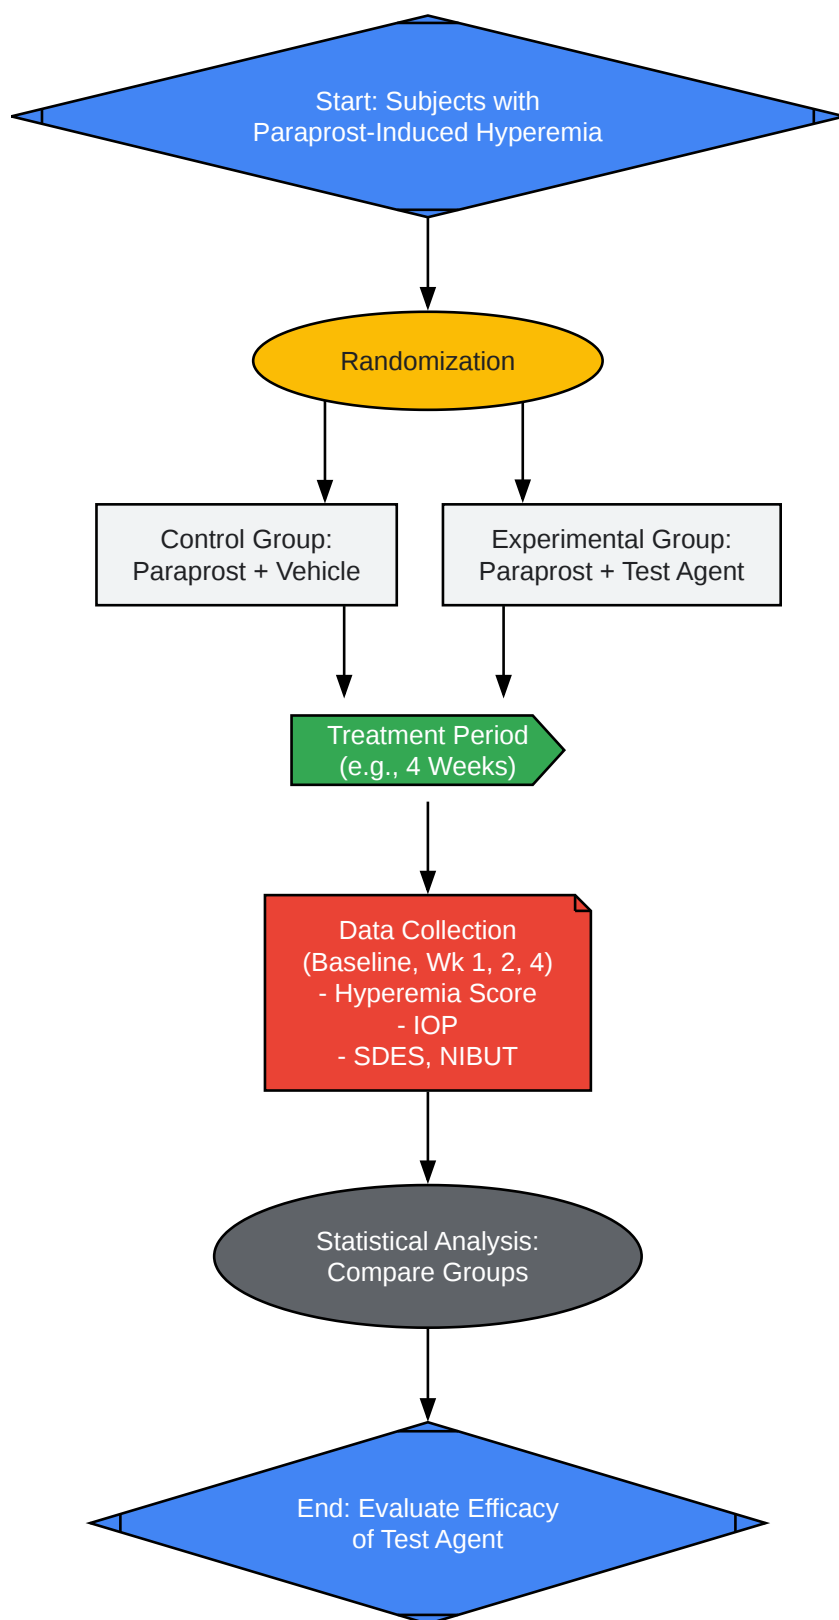 Start: Subjects with
Paraprost-Induced Hyperemia
Randomization
Control Group:
Paraprost + Vehicle
Experimental Group:
Paraprost + Test Agent
Treatment Period
(e.g., 4 Weeks)
Data Collection
(Baseline, Wk 1, 2, 4)
- Hyperemia Score
- IOP
- SDES, NIBUT
Statistical Analysis:
Compare Groups
End: Evaluate Efficacy
of Test Agent